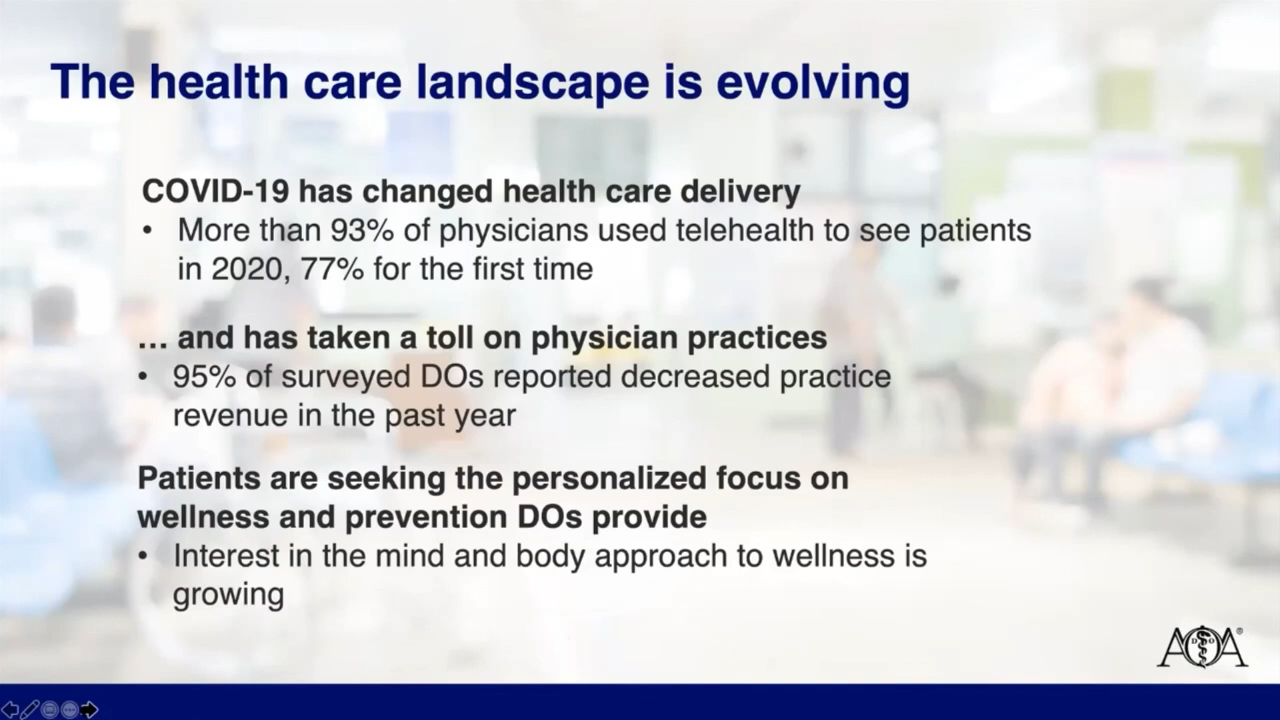 The health care landscape is evolving
COVID-19 has changed health care delivery
• More than 93% of physicians used telehealth to see patients
in 2020, 77% for the first time
... and has taken a toll on physician practices
• 95% of surveyed DOs reported decreased practice
revenue in the past year
Patients are seeking the personalized focus on
wellness and prevention DOs provide
• Interest in the mind and body approach to wellness is
growing
AOA®